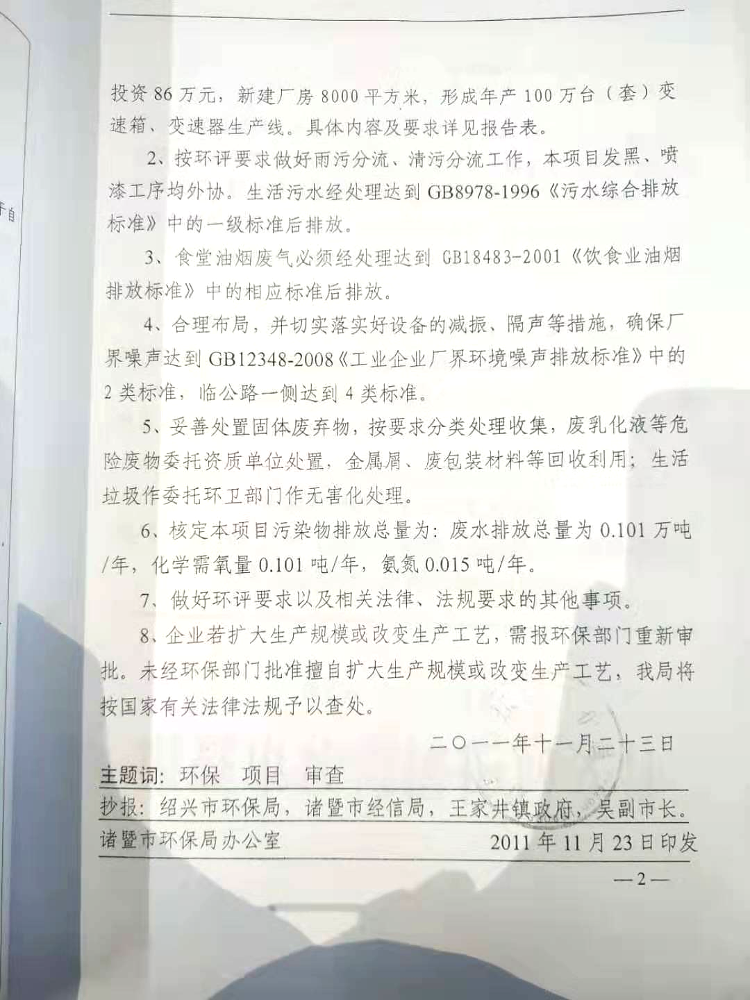 投资 86 万元，新建厂房 8000 平方米，形成年产 100 万台（套）变
速箱、变速器生产线。具体内容及要求详见报告表。
2、按环评要求做好雨污分流、清污分流工作，本项目发黑、喷
漆工序均外协。生活污水经处理达到 GB8978-1996《污水综合排放
标准》中的一级标准后排放。
3、食堂油烟废气必须经处理达到 GB18483-2001《饮食业油烟
排放标准》中的相应标准后排放。
4、合理布局，并切实落实好设备的减振、隔声等措施，确保厂
界噪声达到 GB12348-2008《工业企业厂界环境噪声排放标准》中的
2 类标准，临公路一侧达到 4 类标准。
5、妥善处置固体废弃物，按要求分类处理收集，废乳化液等危
险废物委托资质单位处置，金属屑、废包装材料等回收利用；生活
垃圾作委托环卫部门作无害化处理。
6、核定本项目污染物排放总量为：废水排放总量为 0.101 万吨
/年，化学需氧量 0.101 吨/年，氨氮 0.015 吨/年。
7、做好环评要求以及相关法律、法规要求的其他事项。
8、企业若扩大生产规模或改变生产工艺，需报环保部门重新审
批。未经环保部门批准擅自扩大生产规模或改变生产工艺，我局将
按国家有关法律法规予以查处。
二〇一一年十一月二十三日
主题词：环保 项目 审查
抄报：绍兴市环保局，诸暨市经信局，王家井镇政府，吴副市长。
诸暨市环保局办公室 2011 年 11 月 23 日印发
—2—